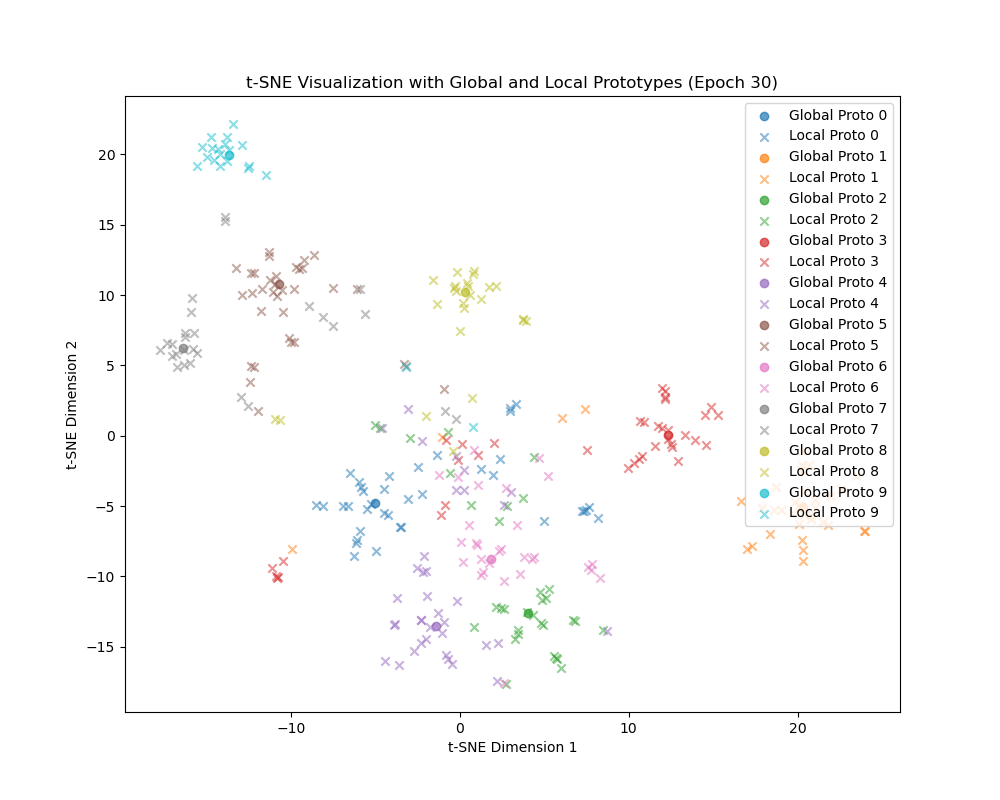 t-SNE Visualization with Global and Local Prototypes (Epoch 30)
Global Proto 0
Local Proto 0
Global Proto 1
Local Proto 1
Global Proto 2
Local Proto 2
Global Proto 3
Local Proto 3
Global Proto 4
Local Proto 4
Global Proto 5
Local Proto 5
Global Proto 6
Local Proto 6
Global Proto 7
Local Proto 7
Global Proto 8
Local Proto 8
Global Proto 9
Local Proto 9
20
15
10
5
0
−5
−10
−15
t-SNE Dimension 2
−10
0
10
20
t-SNE Dimension 1